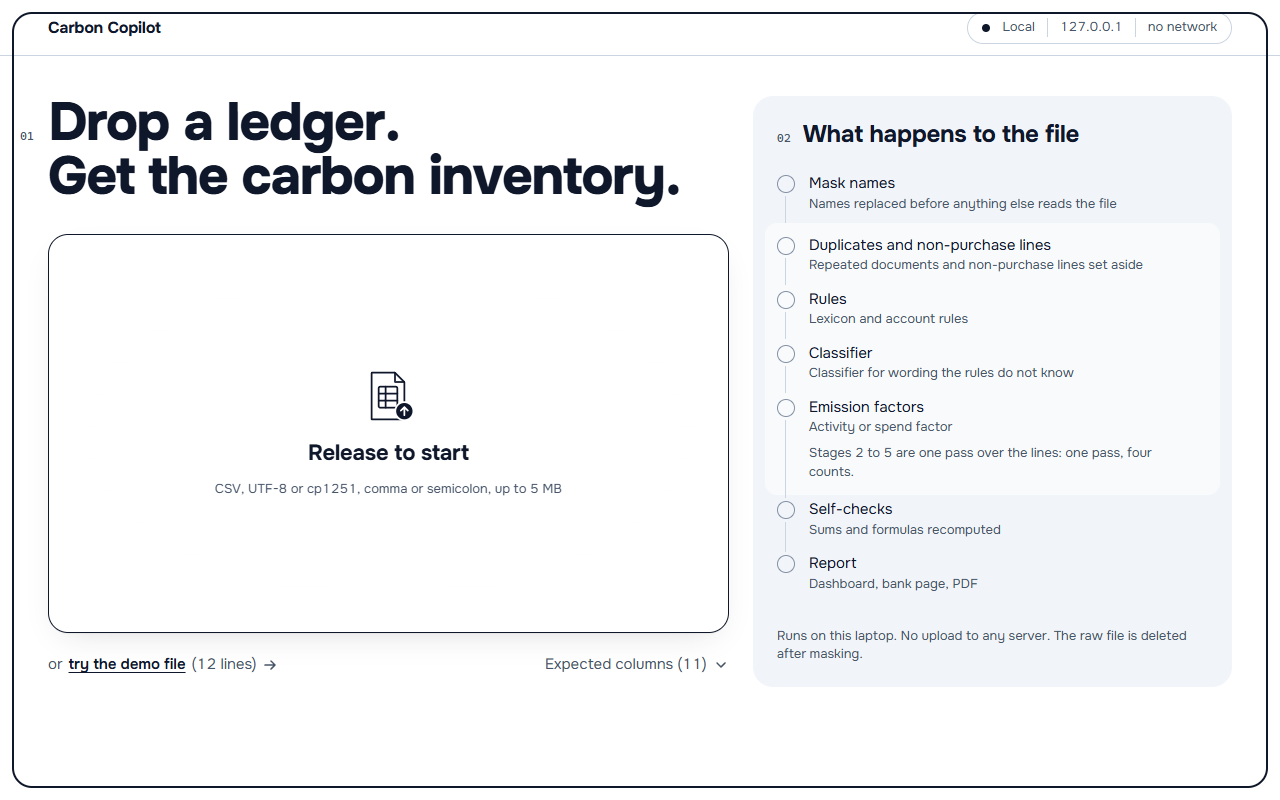 Carbon Copilot
Local
127.0.0.1
no network
01
Drop a ledger.
Get the carbon inventory.
Release to start
CSV, UTF-8 or cp1251, comma or semicolon, up to 5 MB
or try the demo file (12 lines) →
Expected columns (11)
02
What happens to the file
Mask names
Names replaced before anything else reads the file
Duplicates and non-purchase lines
Repeated documents and non-purchase lines set aside
Rules
Lexicon and account rules
Classifier
Classifier for wording the rules do not know
Emission factors
Activity or spend factor
Stages 2 to 5 are one pass over the lines: one pass, four
counts.
Self-checks
Sums and formulas recomputed
Report
Dashboard, bank page, PDF
Runs on this laptop. No upload to any server. The raw file is deleted
after masking.